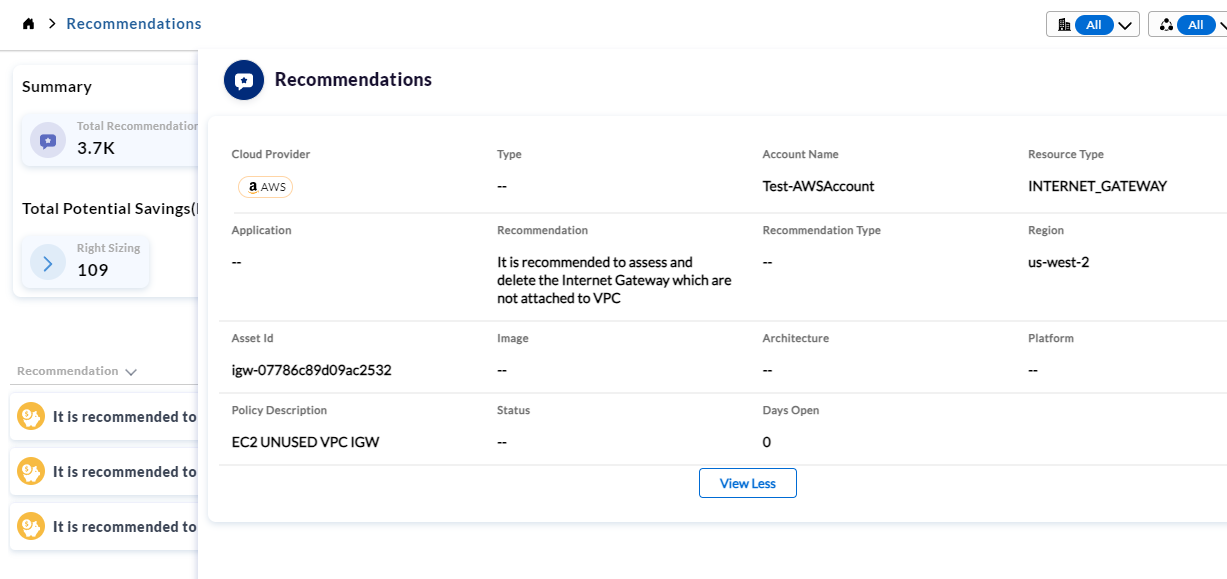 Recommendations
All
All
Summary
Total Recommendation
3.7K
Total Potential Savings(
Right Sizing
109
Recommendation
It is recommended to
It is recommended to
It is recommended to
Recommendations
Cloud Provider
Type
Account Name
Resource Type
a AWS
--
Test-AWSAccount
INTERNET_GATEWAY
Application
Recommendation
Recommendation Type
Region
--
It is recommended to assess and
delete the Internet Gateway which are
not attached to VPC
--
us-west-2
Asset Id
Image
Architecture
Platform
igw-07786c89d09ac2532
--
--
--
Policy Description
Status
Days Open
EC2 UNUSED VPC IGW
--
0
View Less